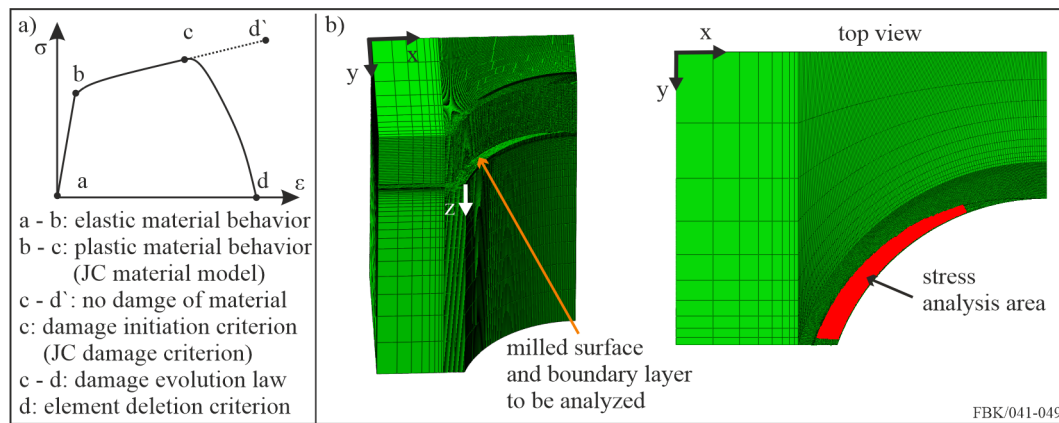 a)
σ
b
c
d`
a
d
ε
a - b: elastic material behavior
b - c: plastic material behavior
(JC material model)
c - d`: no damge of material
c: damage initiation criterion
(JC damage criterion)
c - d: damage evolution law
d: element deletion criterion
b)
x
y
z
milled surface
and boundary layer
to be analyzed
top view
x
y
stress
analysis area
FBK/041-049